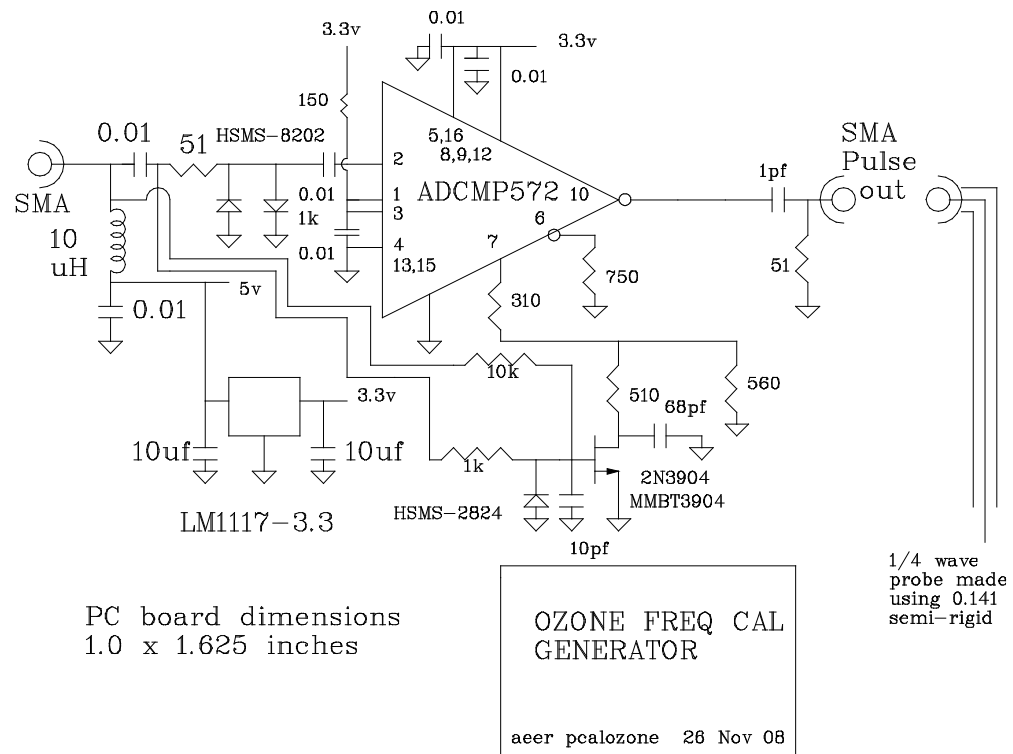 0.01
3.3v
3.3v
0.01
150
0.01
51
HSMS-8202
SMA
Pulse
out
5,16
8,9,12
2
1pf
ADCMP572
10
SMA
0.01
1
1k
3
6
10
uH
0.01
4
7
13,15
750
51
5v
310
0.01
10k
510
560
3.3v
68pf
10uf
10uf
1k
2N3904
MMBT3904
HSMS-2824
LM1117-3.3
10pf
1/4 wave
probe made
using 0.141
semi-rigid
PC board dimensions
1.0 x 1.625 inches
OZONE FREQ CAL
GENERATOR
aeer pcalozone 26 Nov 08